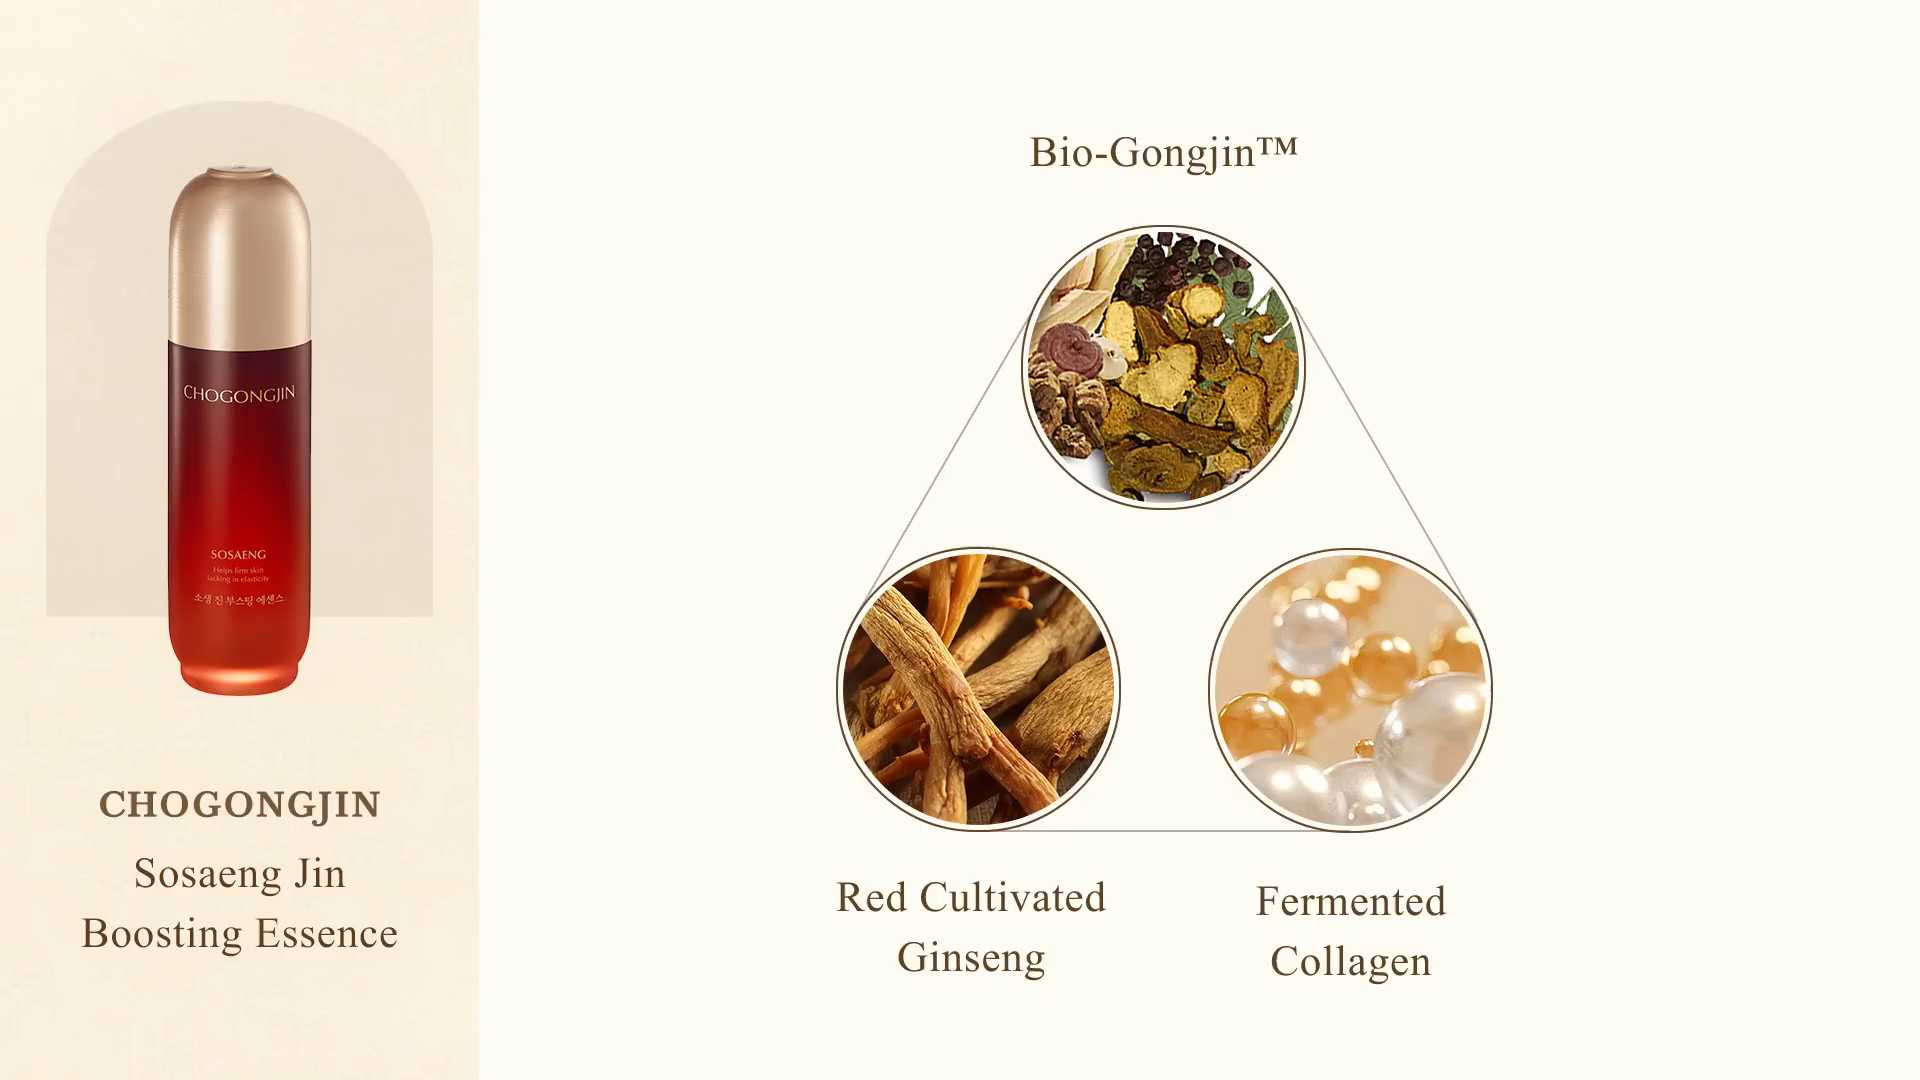 CHOGONGJIN
SOSAENG
Helps firm skin
lacking in elasticity
소생 진 부스팅 에센스
CHOGONGJIN
Sosaeng Jin
Boosting Essence
Bio-Gongjin™
Red Cultivated
Ginseng
Fermented
Collagen